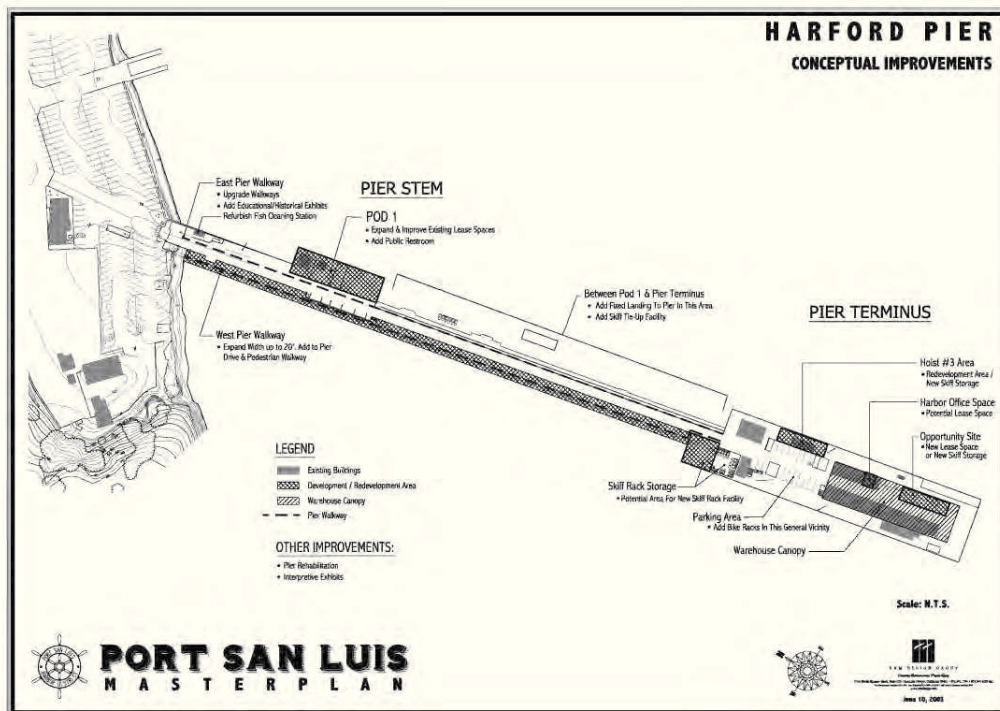 HARFORD PIER
CONCEPTUAL IMPROVEMENTS
East Pier Walkway
• Upgrade Walkways
• Add Educational/Historical Exhibits
• Refurbish Fish Cleaning Station
PIER STEM
POD 1
• Expand & Improve Existing Lease Spaces
• Add Public Restroom
Between Pod 1 & Pier Terminus
• Add Fixed Landing To Pier In This Area
• Add Skiff Tie-Up Facility
PIER TERMINUS
West Pier Walkway
• Expand Width up to 20'. Add to Pier
Drive & Pedestrian Walkway
Hoist #3 Area
• Redevelopment Area /
New Skiff Storage
Harbor Office Space
• Potential Lease Space
Opportunity Site
• New Lease Space
or New Skiff Storage
Skiff Rack Storage
• Potential Area For New Skiff Rack Facility
Parking Area
• Add Bike Racks In This General Vicinity
Warehouse Canopy
LEGEND
Existing Buildings
Development / Redevelopment Area
Warehouse Canopy
Pier Walkway
OTHER IMPROVEMENTS:
• Pier Rehabilitation
• Interpretive Exhibits
Scale: N.T.S.
PORT SAN LUIS
MASTERPLAN
PORT SAN LUIS
June 10, 2003